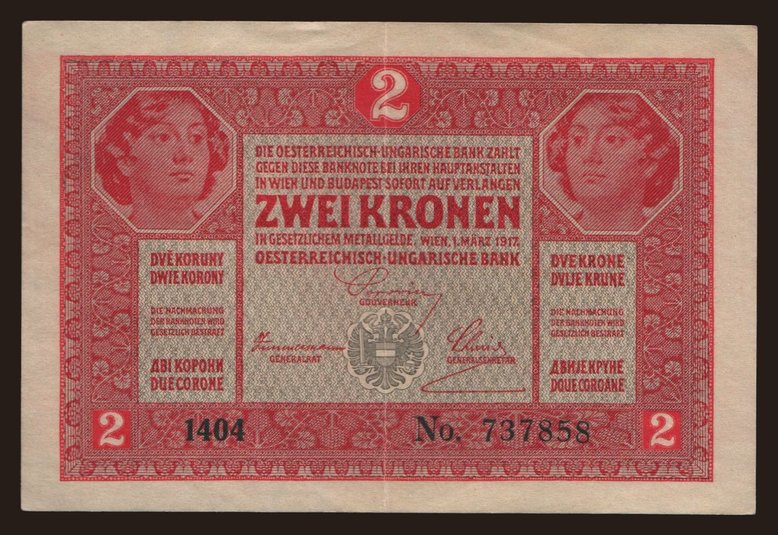 2
DIE OESTERREICHISCH-UNGARISCHE BANK ZAHLT
GEGEN DIESE BANKNOTE BEI IHREN HAUPTANSTALTEN
IN WIEN UND BUDAPEST SOFORT AUF VERLANGEN
ZWEI KRONEN
IN GESETZLICHEM METALLGELDE. WIEN, 1. MÄRZ 1917.
OESTERREICHISCH-UNGARISCHE BANK
DVĚ KORUNY
DWIE KORONY
DIE NACHMACHUNG
DER BANKNOTEN WIRD
GESETZLICH BESTRAFT
ДВІ КОРОНИ
DUE CORONE
GOUVERNEUR
GENERALRAT
GENERALSEKRETÄR
DVE KRONE
DVIJE KRUNE
DIE NACHMACHUNG
DER BANKNOTEN WIRD
GESETZLICH BESTRAFT
ДВИЈЕ КРУНЕ
DOUE COROANE
2
1404
No. 737858
2